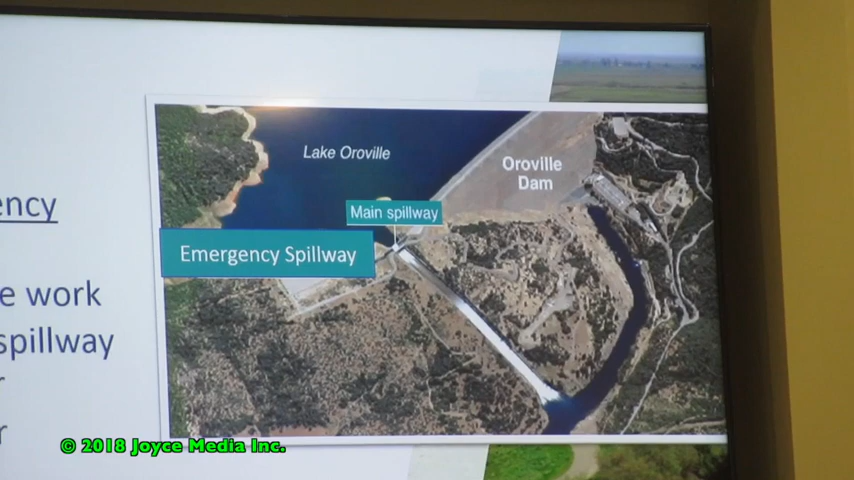 ency
e work
spillway
r
r
Lake Oroville
Oroville
Dam
Main spillway
Emergency Spillway
© 2018 Joyce Media Inc.